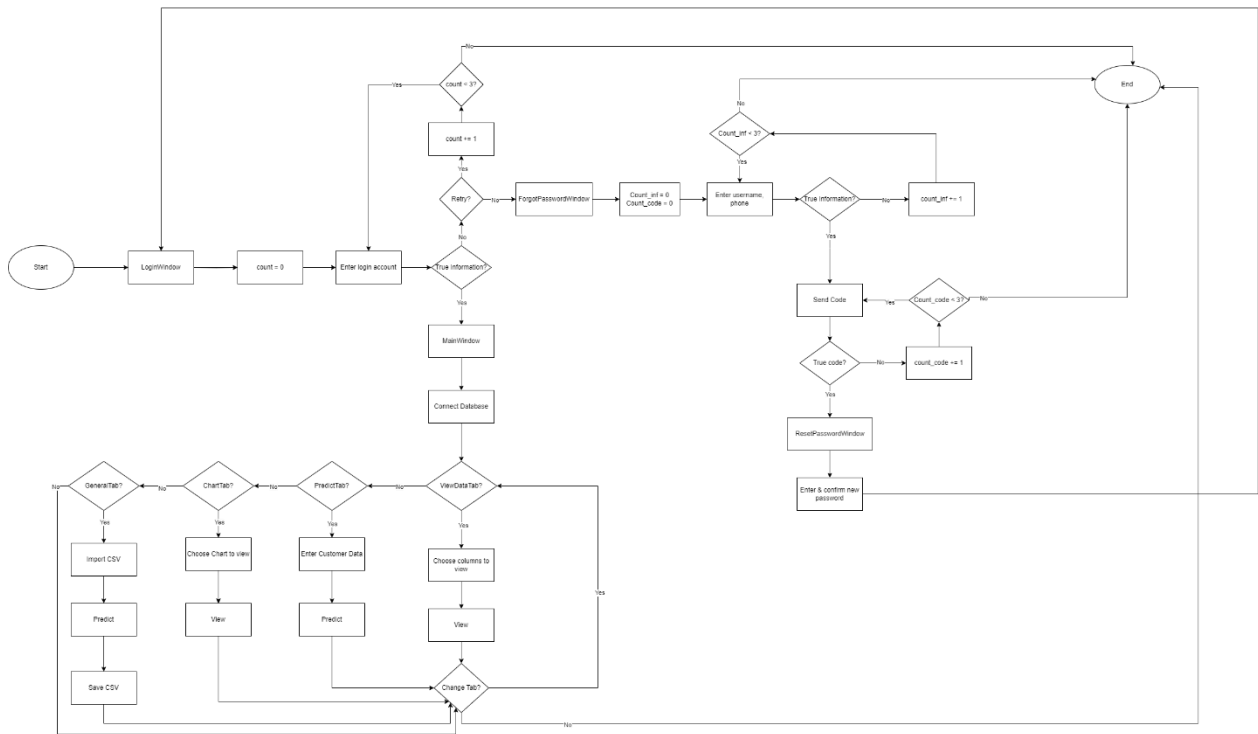 No
count < 3?
Yes
End
No
count += 1
Count_inf < 3?
Yes
Yes
Retry?
No
ForgotPasswordWindow
Count_inf = 0
Count_code = 0
Enter username,
phone
True Information?
No
count_inf += 1
No
Yes
Start
LoginWindow
count = 0
Enter login account
True Information?
Yes
Send Code
Yes
Count_code < 3?
No
MainWindow
True code?
No
count_code += 1
Yes
Connect Database
ResetPasswordWindow
No
GeneralTab?
No
ChartTab?
No
PredictTab?
No
ViewDataTab?
Enter & confirm new
password
Yes
Yes
Yes
Yes
Import CSV
Choose Chart to view
Enter Customer Data
Choose columns to
view
Yes
Predict
View
Predict
View
Save CSV
Change Tab?
No